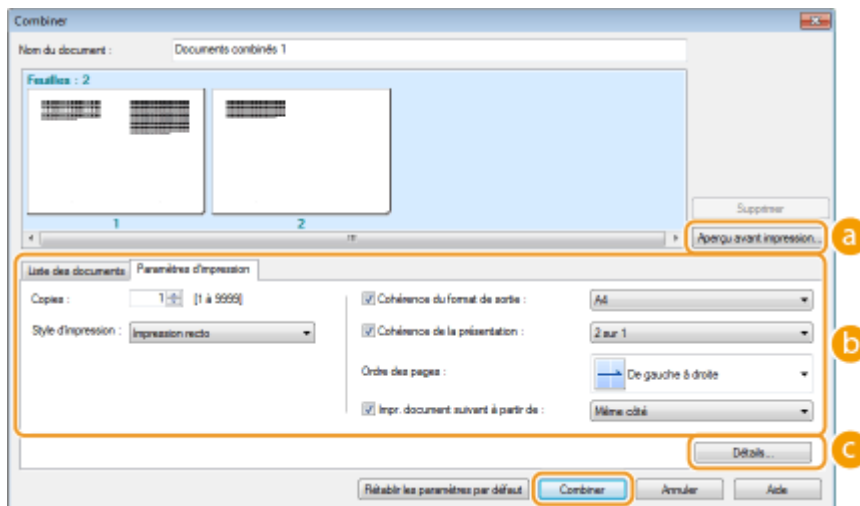 Combiner
Nom du document : Documents combinés 1
Feuilles : 2
1 2
Supprimer
Aperçu avant impression... a
Liste des documents Paramètres d'impression
Copies : 1 [1 à 9999] Cohérence du format de sortie : A4
Style d'impression : Impression recto Cohérence de la présentation : 2 sur 1 b
Ordre des pages : De gauche à droite
Impr. document suivant à partir de : Même côté
Détails... c
Rétablir les paramètres par défaut Combiner Annuler Aide